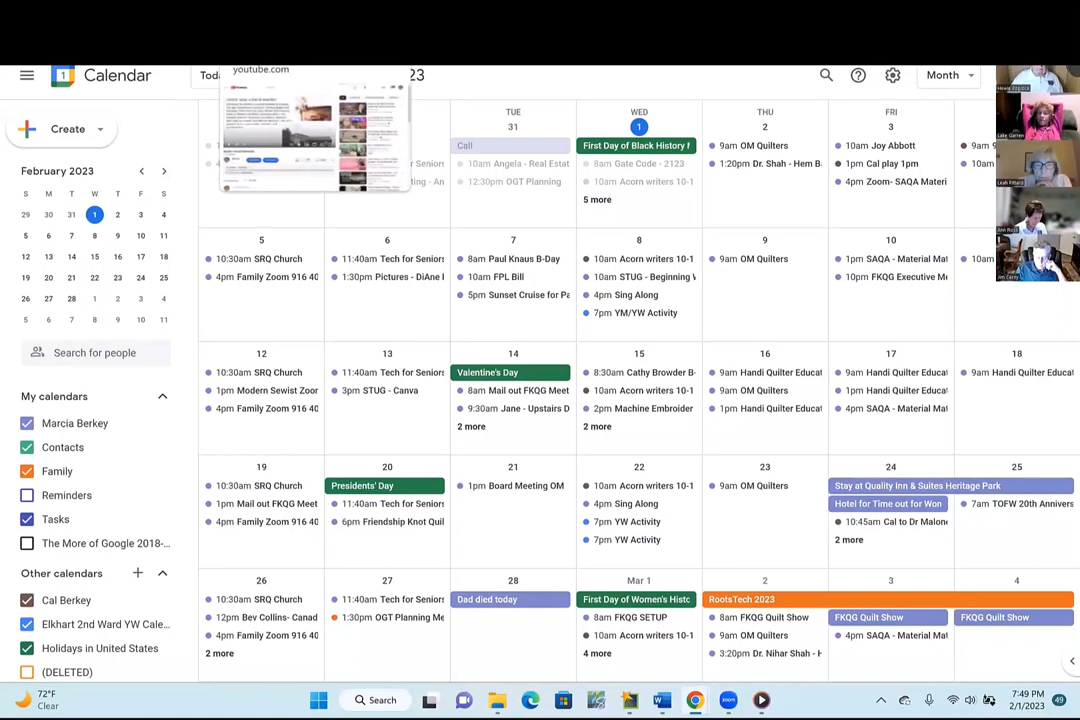 youtube.com
1
Calendar
Toda
23
Month
Create
TUE
WED
THU
FRI
31
1
2
3
Call
First Day of Black History M
9am OM Quilters
10am Joy Abbott
10am Angela - Real Estat
8am Gate Code - 2123
1:20pm Dr. Shah - Hem B
1pm Cal play 1pm
12:30pm OGT Planning
10am Acorn writers 10-1
4pm Zoom- SAQA Materi
5 more
February 2023
S M T W T F S
29 30 31 1 2 3 4
5 6 7 8 9 10 11
12 13 14 15 16 17 18
19 20 21 22 23 24 25
26 27 28 1 2 3 4
5 6 7 8 9 10 11
Search for people
My calendars
Marcia Berkey
Contacts
Family
Reminders
Tasks
The More of Google 2018-...
Other calendars
Cal Berkey
Elkhart 2nd Ward YW Cale...
Holidays in United States
(DELETED)
5
10:30am SRQ Church
4pm Family Zoom 916 40
6
11:40am Tech for Seniors
1:30pm Pictures - DiAne I
7
8am Paul Knaus B-Day
10am FPL Bill
5pm Sunset Cruise for Pa
8
10am Acorn writers 10-1
10am STUG - Beginning W
4pm Sing Along
7pm YM/YW Activity
9
9am OM Quilters
10
1pm SAQA - Material Mat
10pm FKQG Executive Me
11
10am
12
10:30am SRQ Church
1pm Modern Sewist Zoor
4pm Family Zoom 916 40
13
11:40am Tech for Seniors
3pm STUG - Canva
14
Valentine's Day
8am Mail out FKQG Meet
9:30am Jane - Upstairs D
2 more
15
8:30am Cathy Browder B-
10am Acorn writers 10-1
2pm Machine Embroider
2 more
16
9am Handi Quilter Educat
9am OM Quilters
1pm Handi Quilter Educat
17
9am Handi Quilter Educat
1pm Handi Quilter Educat
4pm SAQA - Material Mat
18
9am Handi Quilter Educat
19
10:30am SRQ Church
1pm Mail out FKQG Meet
4pm Family Zoom 916 40
20
Presidents' Day
11:40am Tech for Seniors
6pm Friendship Knot Quil
21
1pm Board Meeting OM
22
10am Acorn writers 10-1
4pm Sing Along
7pm YW Activity
7pm YW Activity
23
9am OM Quilters
24
Stay at Quality Inn & Suites Heritage Park
Hotel for Time out for Won
10:45am Cal to Dr Malone
2 more
25
7am TOFW 20th Annivers
26
10:30am SRQ Church
12pm Bev Collins- Canad
4pm Family Zoom 916 40
2 more
27
11:40am Tech for Seniors
1:30pm OGT Planning Me
28
Dad died today
Mar 1
First Day of Women's Histo
8am FKQG SETUP
10am Acorn writers 10-1
4 more
2
RootsTech 2023
8am FKQG Quilt Show
9am OM Quilters
3:20pm Dr. Nihar Shah - H
3
FKQG Quilt Show
4pm SAQA - Material Mat
4
FKQG Quilt Show
72°F
Clear
Search
7:49 PM
2/1/2023
49